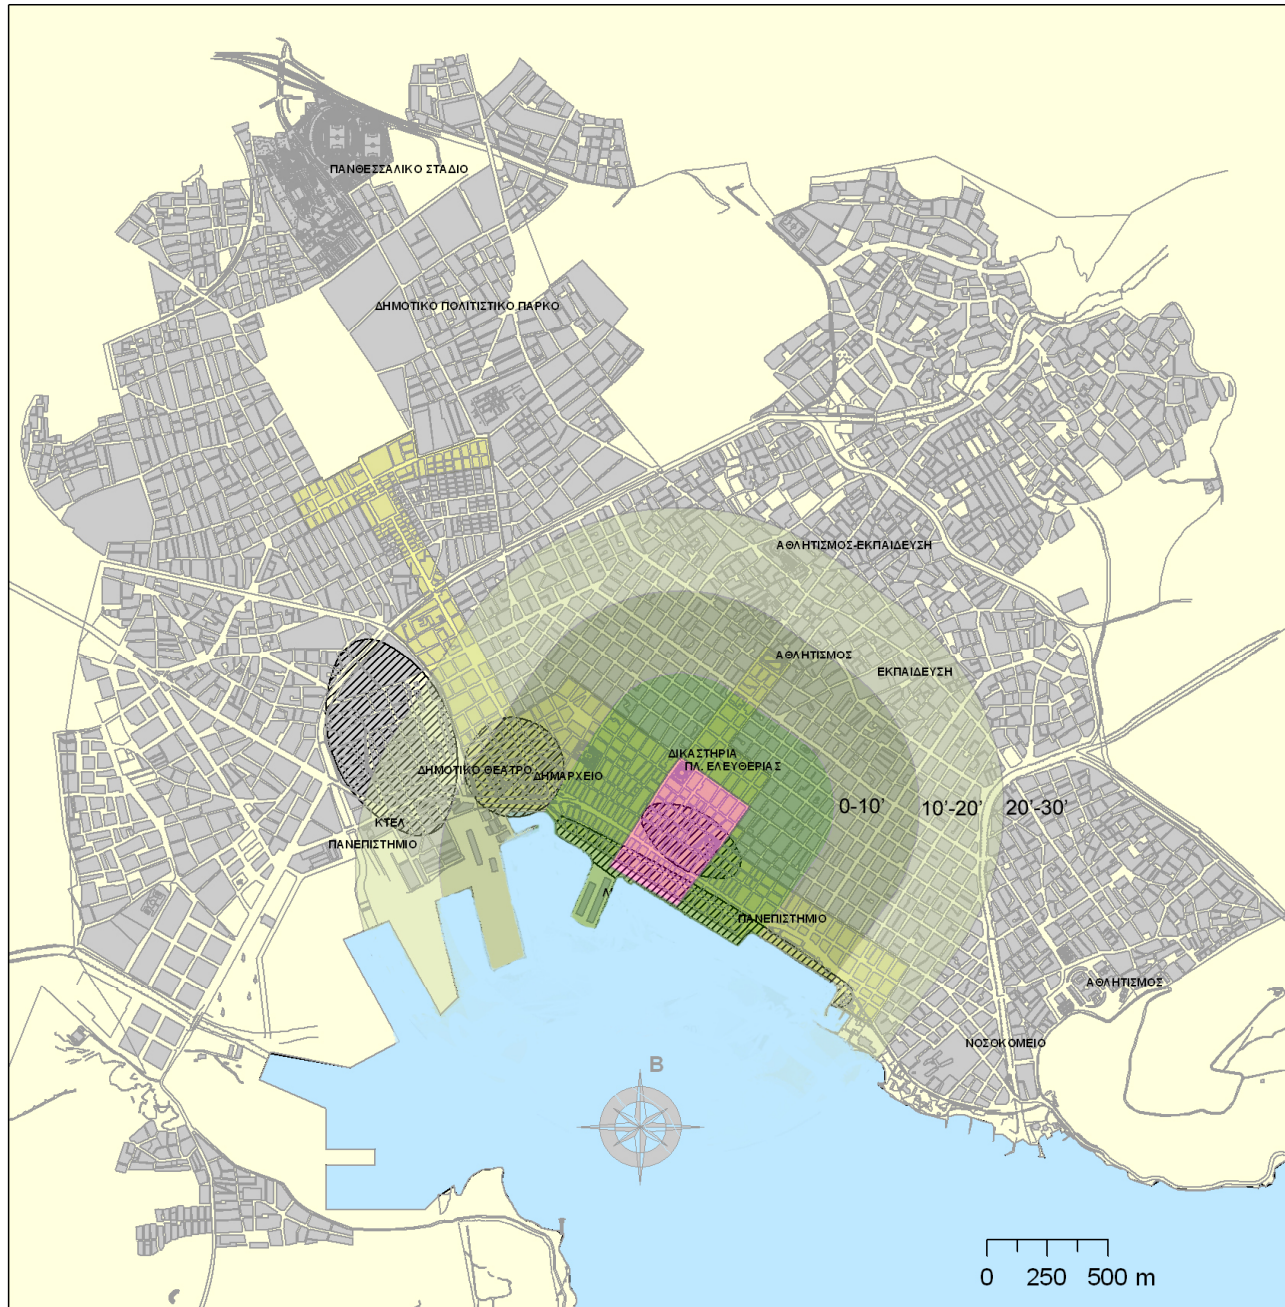 ΠΑΝΘΕΣΣΑΛΙΚΟ ΣΤΑΔΙΟ
ΔΗΜΟΤΙΚΟ ΠΟΛΙΤΙΣΤΙΚΟ ΠΑΡΚΟ
ΑΘΛΗΤΙΣΜΟΣ-ΕΚΠΑΙΔΕΥΣΗ
ΑΘΛΗΤΙΣΜΟΣ
ΕΚΠΑΙΔΕΥΣΗ
ΔΙΚΑΣΤΗΡΙΑ
ΠΛ. ΕΛΕΥΘΕΡΙΑΣ
ΔΗΜΟΤΙΚΟ ΘΕΑΤΡΟ
ΔΗΜΑΡΧΕΙΟ
0-10'
10'-20'
20'-30'
ΚΤΕΛ
ΠΑΝΕΠΙΣΤΗΜΙΟ
ΠΑΝΕΠΙΣΤΗΜΙΟ
ΑΘΛΗΤΙΣΜΟΣ
ΝΟΣΟΚΟΜΕΙΟ
Β
0 250 500 m